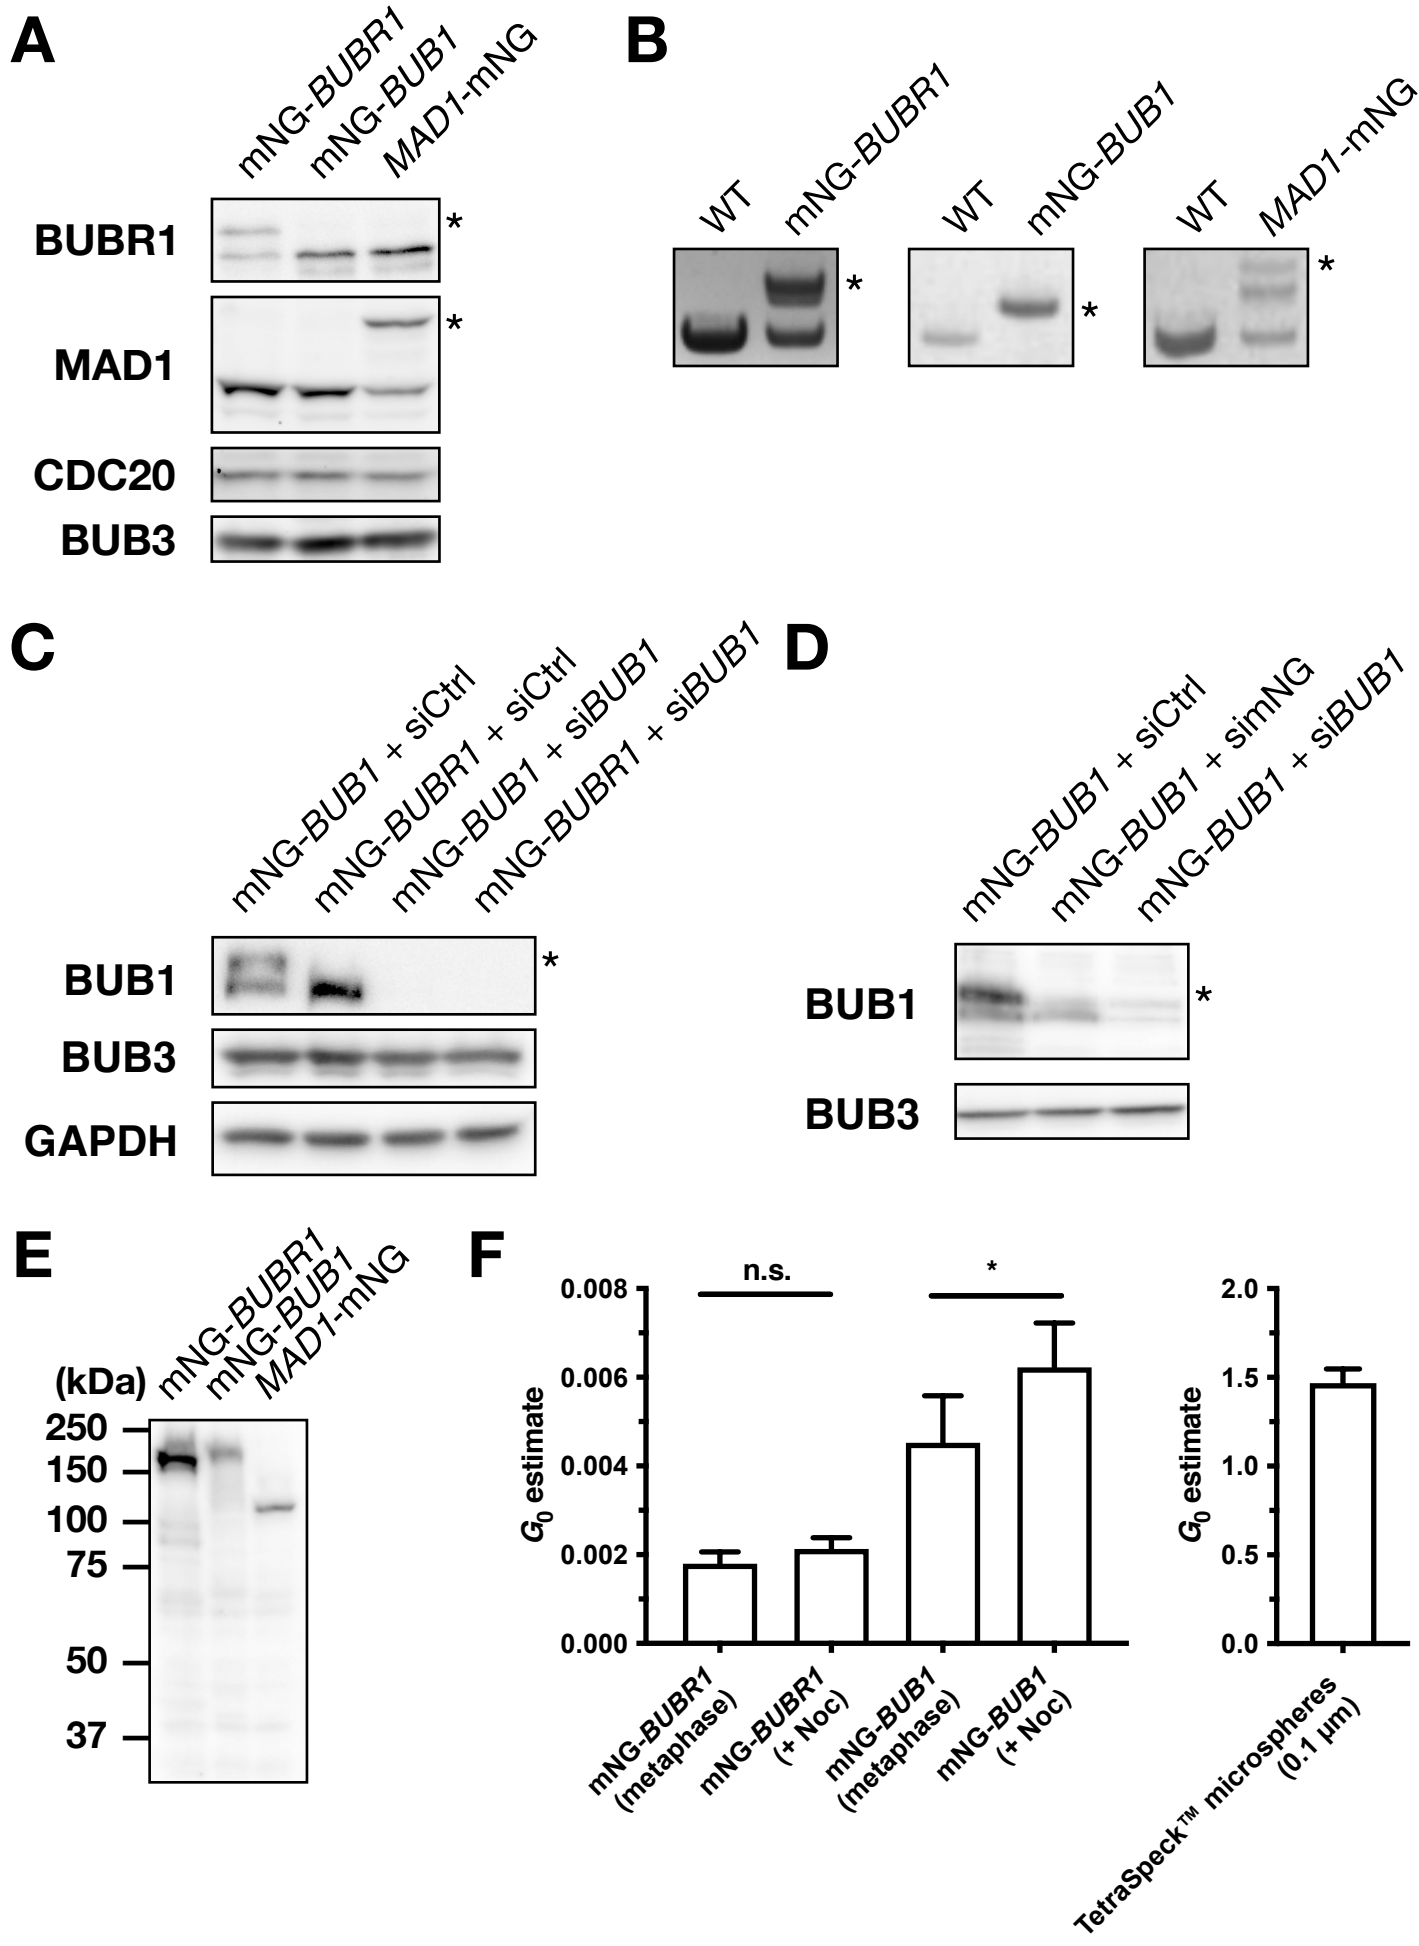 A
mNG-BUBR1
mNG-BUB1
MAD1-mNG
BUBR1
*
MAD1
*
CDC20
BUB3
B
WT
mNG-BUBR1
*
WT
mNG-BUB1
*
WT
MAD1-mNG
*
C
mNG-BUB1 + siCtrl
mNG-BUBR1 + siCtrl
mNG-BUB1 + siBUB1
mNG-BUBR1 + siBUB1
BUB1
*
BUB3
GAPDH
D
mNG-BUB1 + siCtrl
mNG-BUB1 + simNG
mNG-BUB1 + siBUB1
BUB1
*
BUB3
E
mNG-BUBR1
mNG-BUB1
MAD1-mNG
(kDa)
250
150
100
75
50
37
F
n.s.
*
G0 estimate
0.008
0.006
0.004
0.002
0.000
mNG-BUBR1
(metaphase)
mNG-BUBR1
(+ Noc)
mNG-BUB1
(metaphase)
mNG-BUB1
(+ Noc)
G0 estimate
2.0
1.5
1.0
0.5
0.0
TetraSpeck™ microspheres
(0.1 µm)